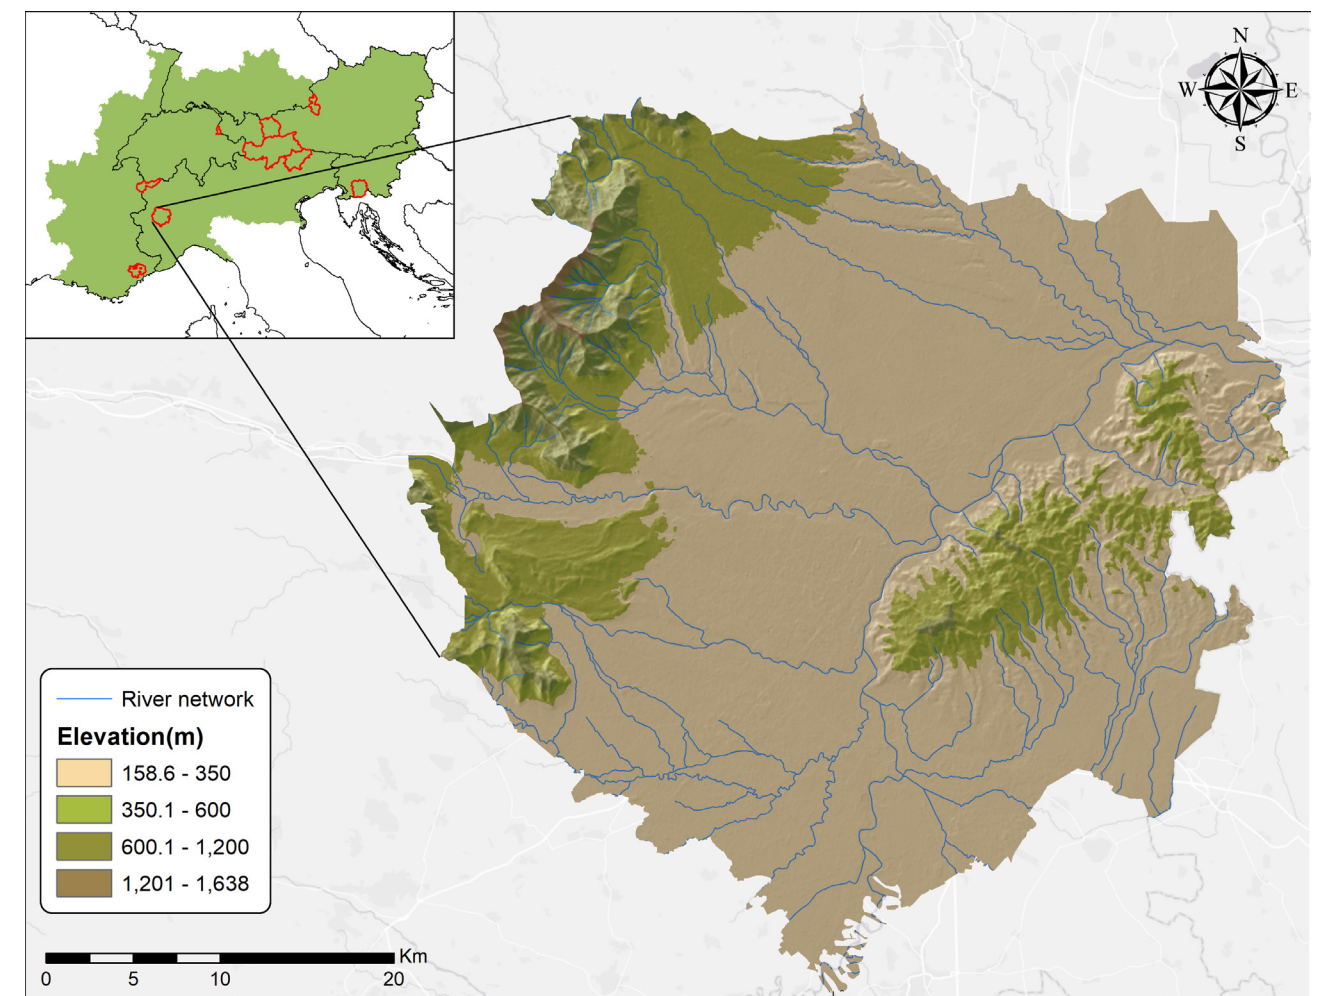 N
W E
S
River network
Elevation(m)
158.6 - 350
350.1 - 600
600.1 - 1,200
1,201 - 1,638
Km
0 5 10 20